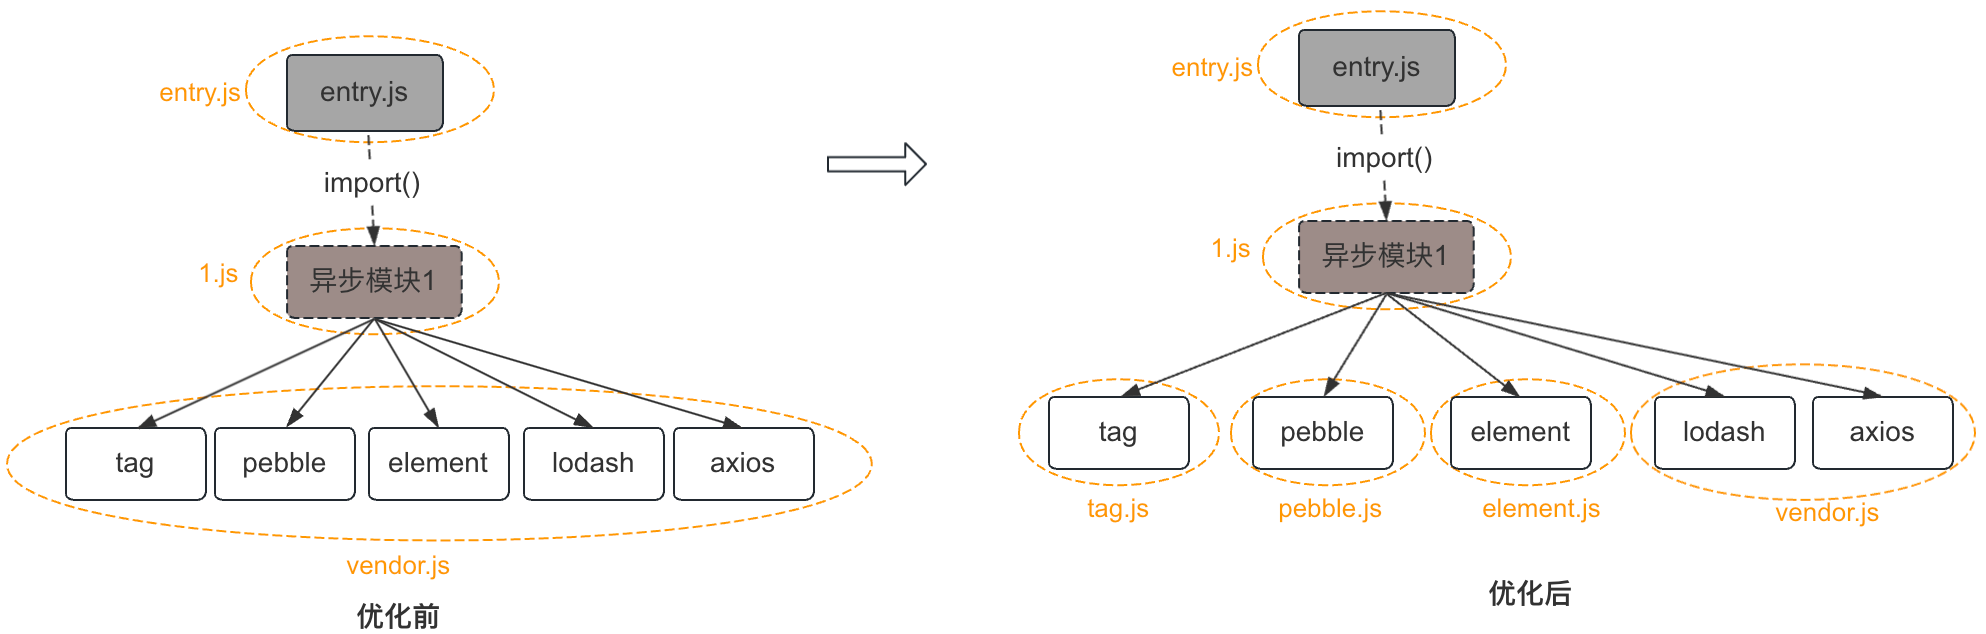 entry.js
entry.js
import()
1.js
异步模块1
tag
pebble
element
lodash
axios
vendor.js
优化前
entry.js
entry.js
import()
1.js
异步模块1
tag
pebble
element
lodash
axios
tag.js
pebble.js
element.js
vendor.js
优化后